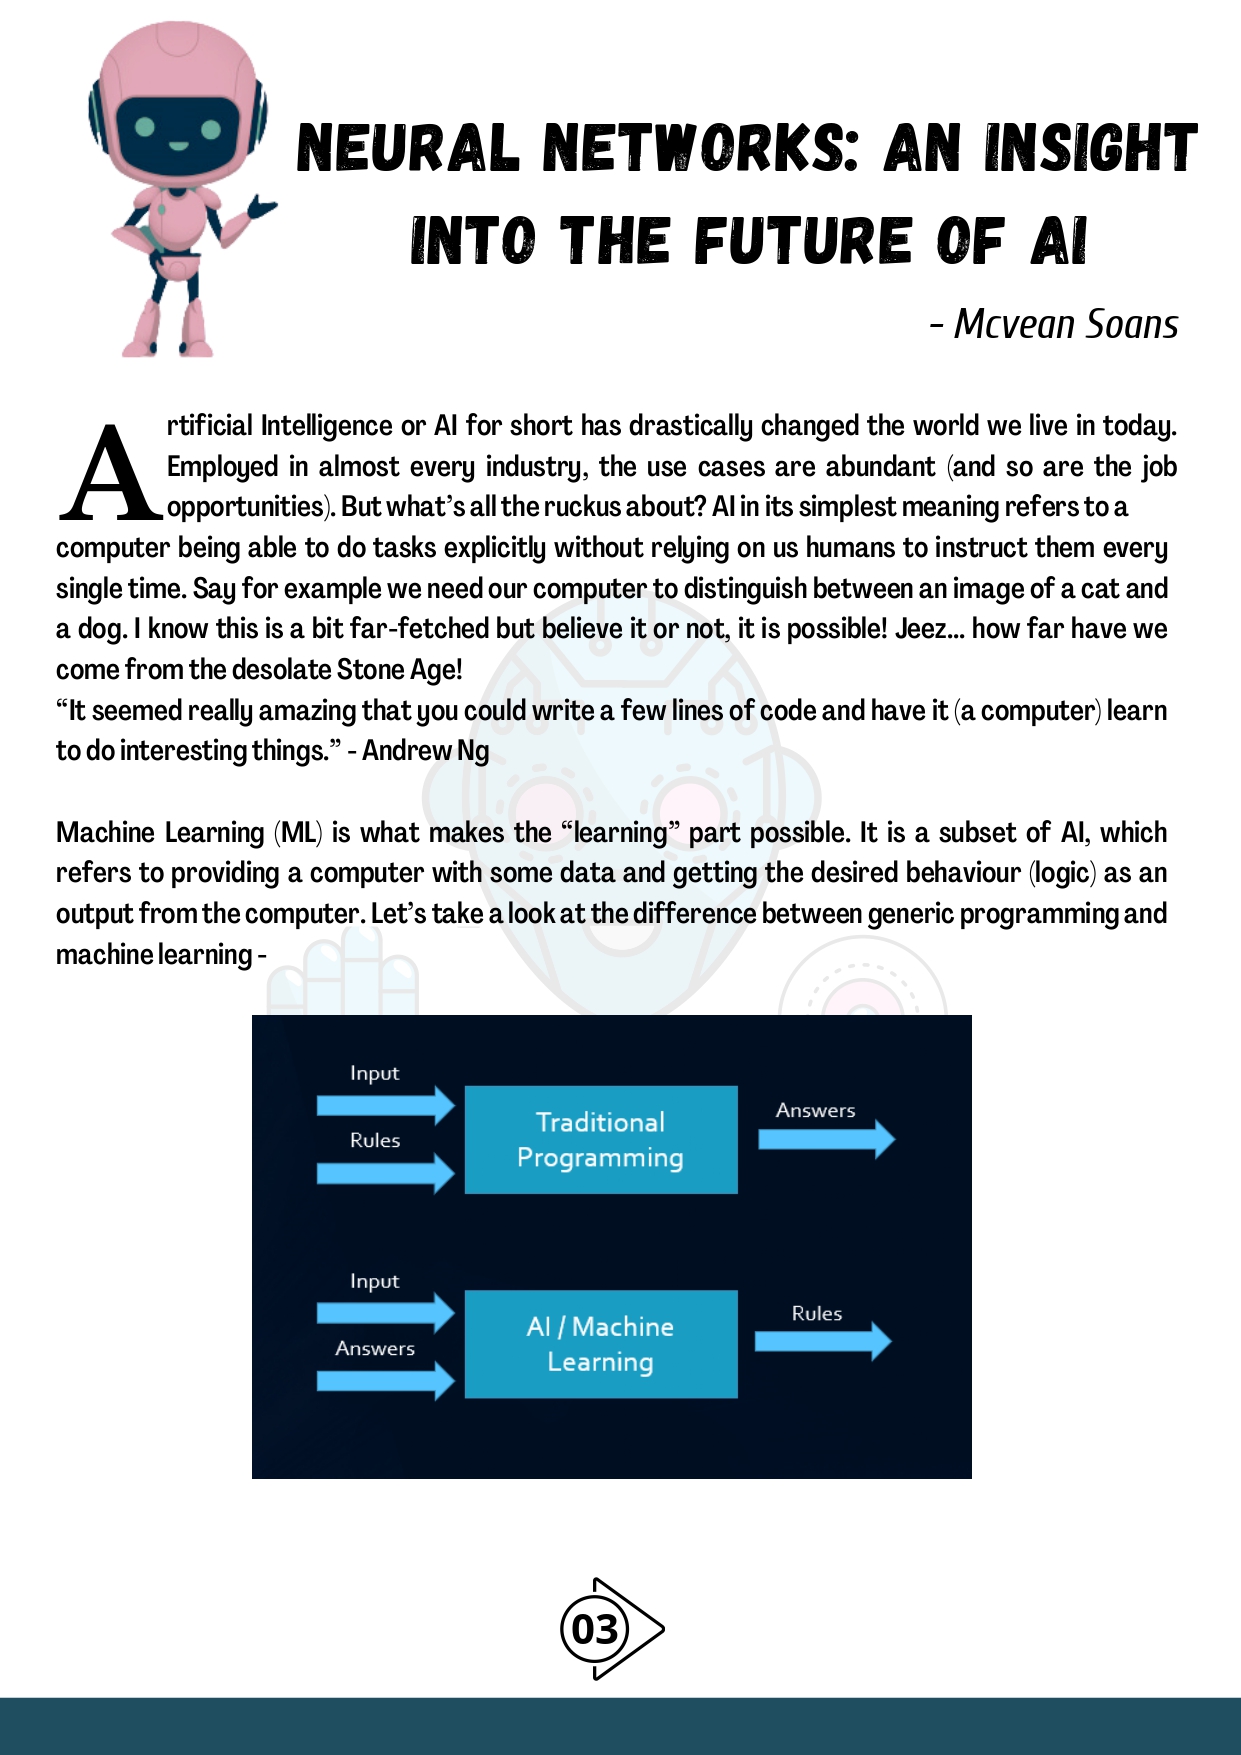 NEURAL NETWORKS: AN INSIGHT
INTO THE FUTURE OF AI
- Mcvean Soans
Artificial Intelligence or AI for short has drastically changed the world we live in today.
Employed in almost every industry, the use cases are abundant (and so are the job
opportunities). But what’s all the ruckus about? AI in its simplest meaning refers to a
computer being able to do tasks explicitly without relying on us humans to instruct them every
single time. Say for example we need our computer to distinguish between an image of a cat and
a dog. I know this is a bit far-fetched but believe it or not, it is possible! Jeez... how far have we
come from the desolate Stone Age!
“It seemed really amazing that you could write a few lines of code and have it (a computer) learn
to do interesting things.” - Andrew Ng
Machine Learning (ML) is what makes the “learning” part possible. It is a subset of AI, which
refers to providing a computer with some data and getting the desired behaviour (logic) as an
output from the computer. Let’s take a look at the difference between generic programming and
machine learning -
Input
Rules
Traditional
Programming
Answers
Input
Answers
AI / Machine
Learning
Rules
03